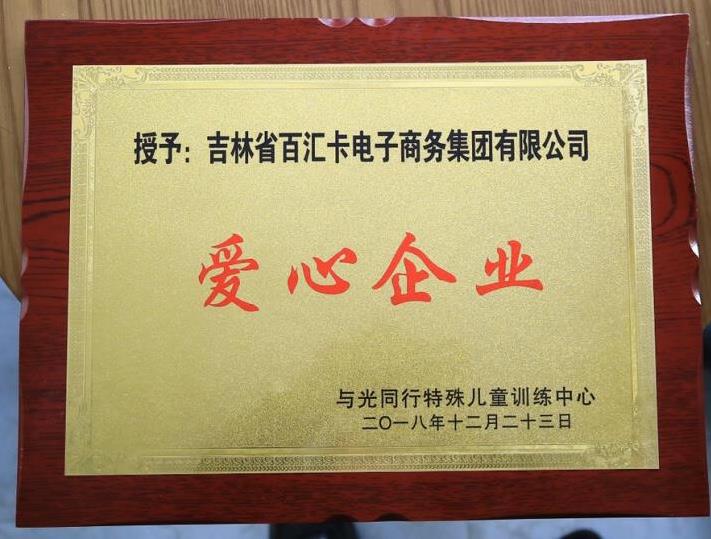 授予：吉林省百汇卡电子商务集团有限公司
爱心企业
与光同行特殊儿童训练中心
二〇一八年十二月二十三日